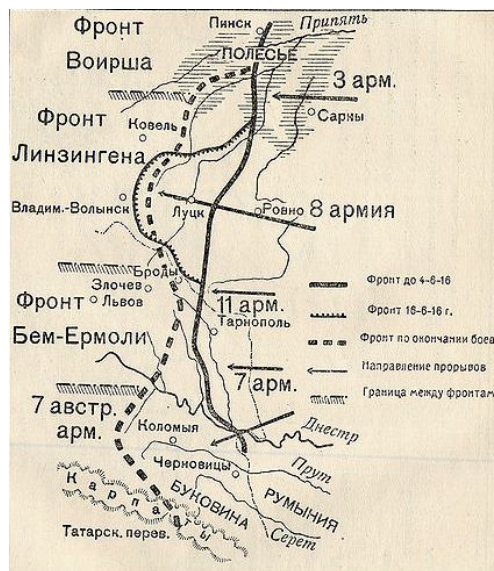 Фронт
Воирша
Пинск
Припять
ПОЛЕСЬЕ
3 арм.
Сарны
Фронт
Линзингена
Ковель
Владим.-Волынск
Луцк
Ровно
8 армия
Броды
Злочев
Львов
Фронт
Бем-Ермоли
11 арм.
Тарнополь
7 арм.
Фронт до 4-6-16
Фронт 16-6-16 г.
Фронт по окончании боев
Направление прорывов
Граница между фронтами
7 австр.
арм.
Коломыя
Днестр
Черновицы
Прут
Карпаты
БУКОВИНА
РУМЫНИЯ
Серет
Татарск. перев.